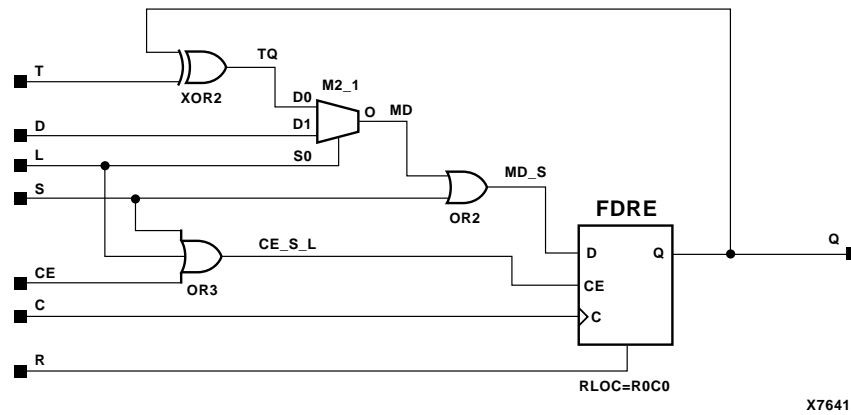 TQ
T
M2_1
XOR2
D0
O
MD
D
D1
L
S0
S
MD_S
OR2
FDRE
CE_S_L
D
Q
Q
CE
OR3
CE
C
C
R
RLOC=R0C0
X7641